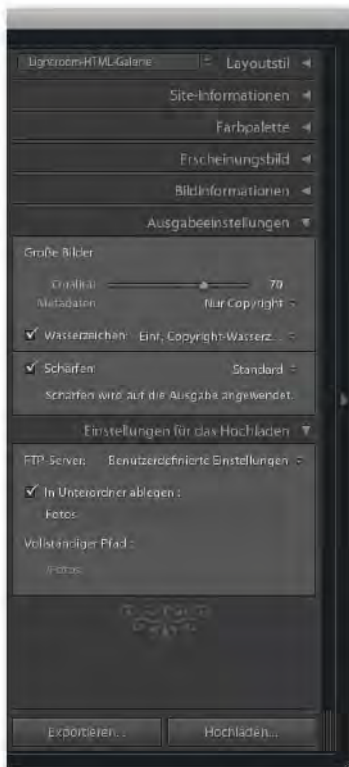 Lightroom-HTML-Galerie Layoutstil
Site-Informationen
Farbpalette
Erscheinungsbild
Bildinformationen
Ausgabeeinstellungen
Große Bilder
Qualität 70
Metadaten Nur Copyright
Wasserzeichen: Einf. Copyright-Wasserz...
Schärfen: Standard
Schärfen wird auf die Ausgabe angewendet.
Einstellungen für das Hochladen
FTP-Server: Benutzerdefinierte Einstellungen
In Unterordner ablegen :
Fotos
Vollständiger Pfad :
/Fotos
Exportieren... Hochladen...